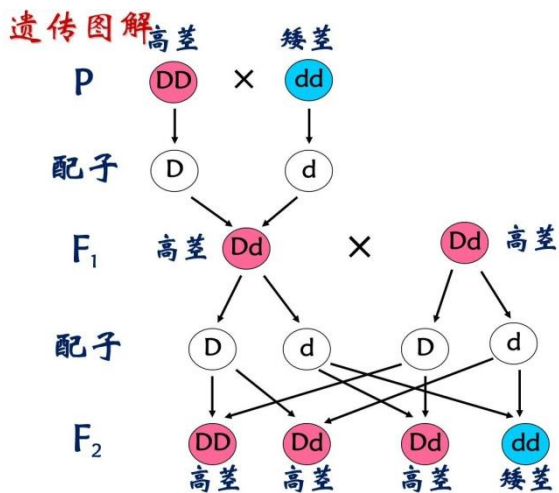 遗传图解
高茎 矮茎
P DD × dd
配子 D d
F₁ 高茎 Dd × Dd 高茎
配子 D d D d
F₂ DD Dd Dd dd
高茎 高茎 高茎 矮茎